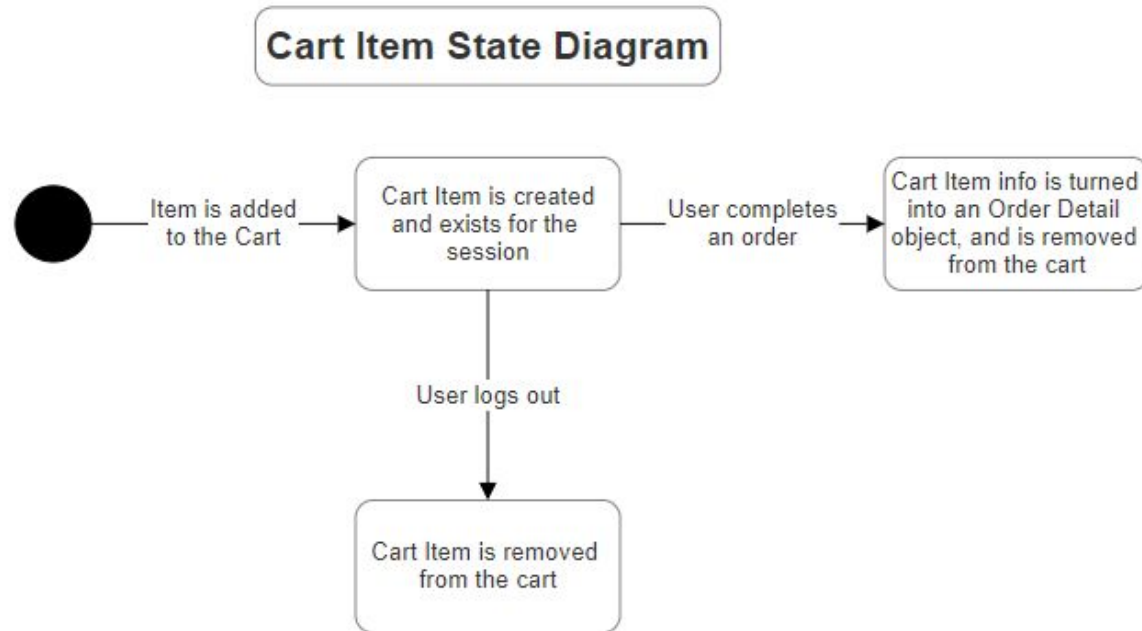 Cart Item State Diagram
Item is added
to the Cart
Cart Item is created
and exists for the
session
User completes
an order
Cart Item info is turned
into an Order Detail
object, and is removed
from the cart
User logs out
Cart Item is removed
from the cart